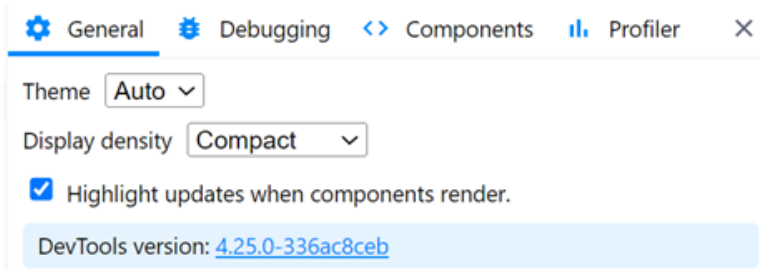 General Debugging Components Profiler
Theme Auto
Display density Compact
Highlight updates when components render.
DevTools version: 4.25.0-336ac8ceb